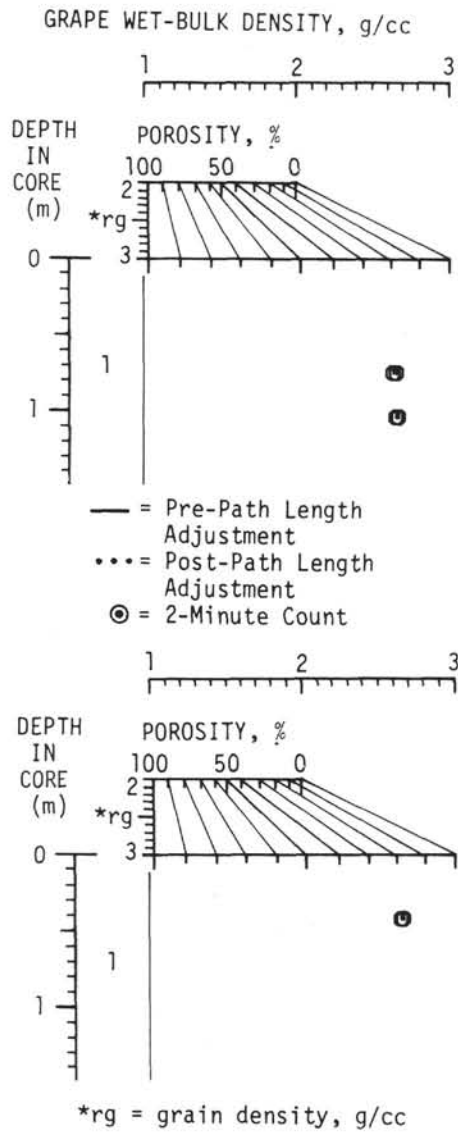 GRAPE WET-BULK DENSITY, g/cc
1 2 3
DEPTH IN CORE (m)
POROSITY, %
100 50 0
2
*rg
3
0
1
1
— = Pre-Path Length
Adjustment
••• = Post-Path Length
Adjustment
= 2-Minute Count
1 2 3
DEPTH IN CORE (m)
POROSITY, %
100 50 0
2
*rg
3
0
1
1
*rg = grain density, g/cc